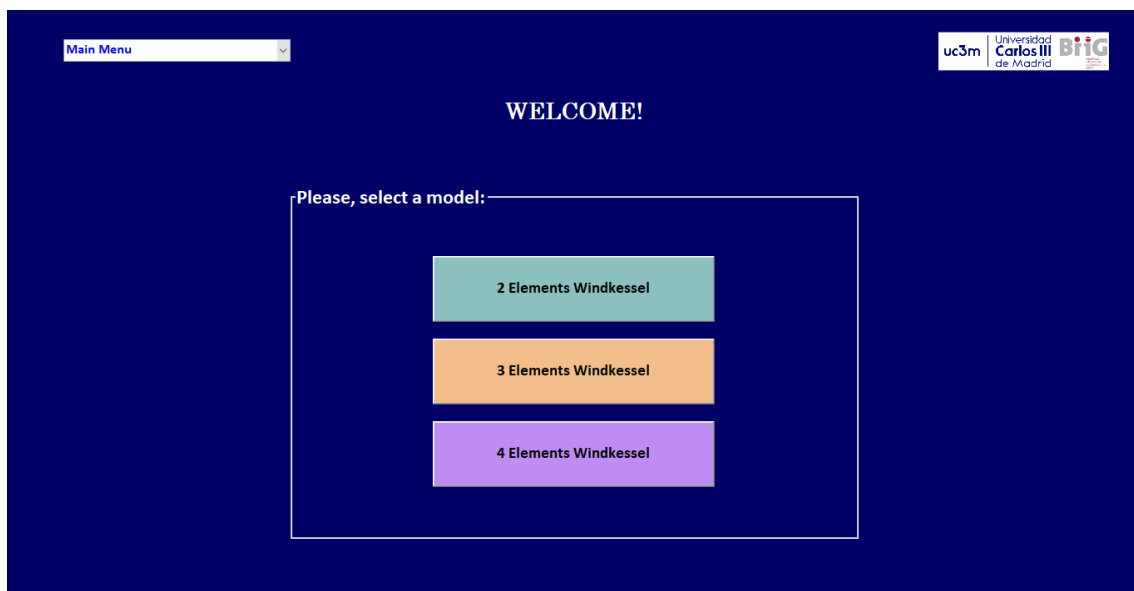 Main Menu
uc3m
Universidad
Carlos III
de Madrid
BriG
WELCOME!
Please, select a model:
2 Elements Windkessel
3 Elements Windkessel
4 Elements Windkessel